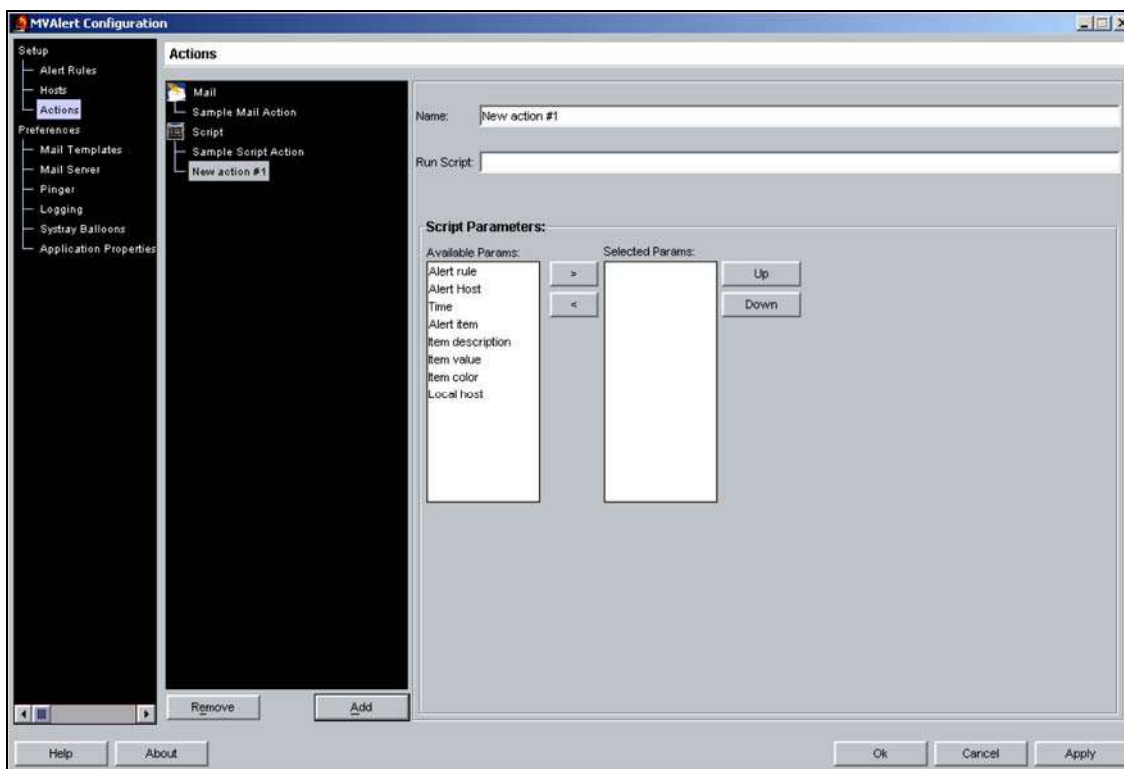 MVAlert Configuration
Setup
Alert Rules
Hosts
Actions
Preferences
Mail Templates
Mail Server
Pinger
Logging
Systray Balloons
Application Properties
Actions
Mail
Sample Mail Action
Script
Sample Script Action
New action #1
Remove
Add
Name:
New action #1
Run Script:
Script Parameters:
Available Params:
Alert rule
Alert Host
Time
Alert item
Item description
Item value
Item color
Local host
>
<
Selected Params:
Up
Down
Help
About
Ok
Cancel
Apply